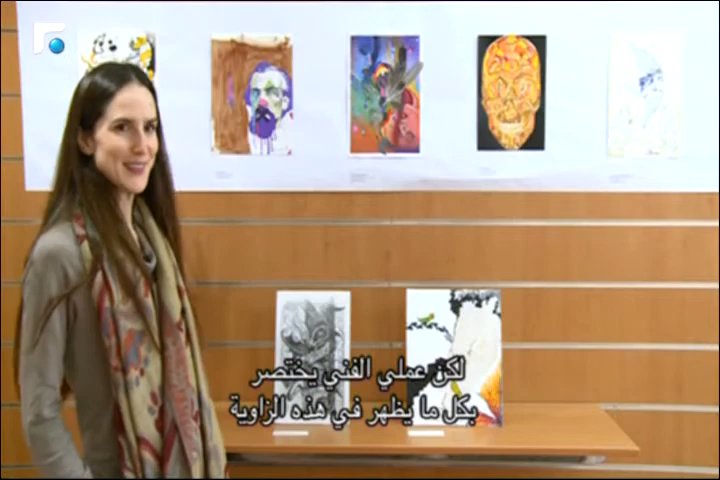 لكن عملي الفني يختصر
بكل ما يظهر في هذه الزاوية